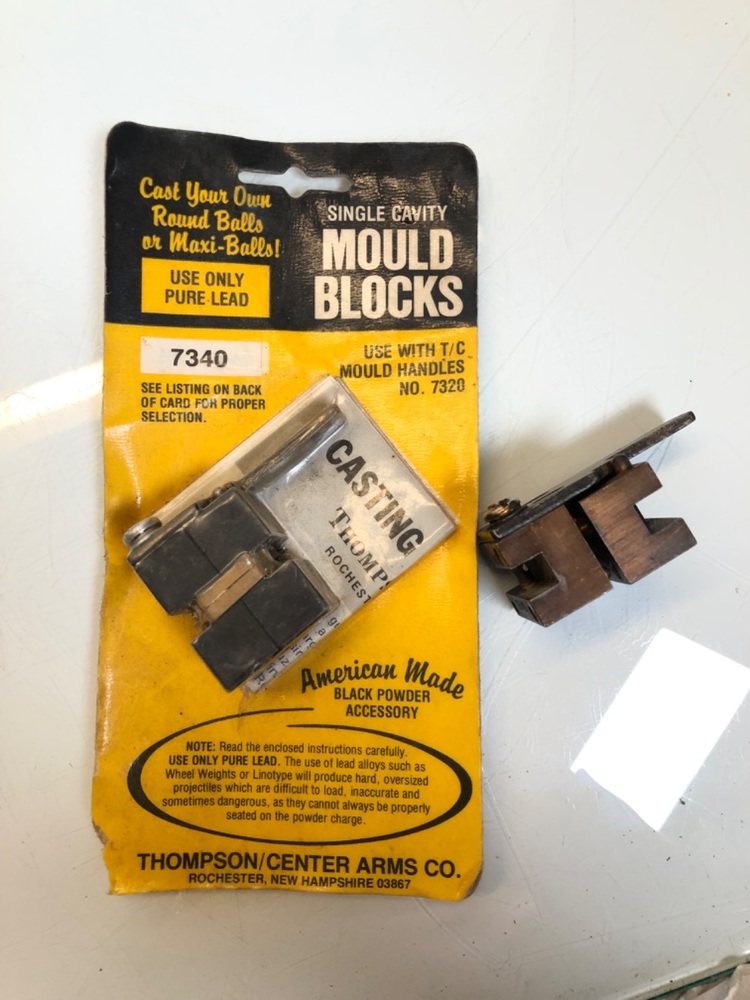 Cast Your Own
Round Balls
or Maxi-Balls!
USE ONLY
PURE LEAD
SINGLE CAVITY
MOULD
BLOCKS
7340
SEE LISTING ON BACK
OF CARD FOR PROPER
SELECTION.
USE WITH T/C
MOULD HANDLES
NO. 7320
CASTING
American Made
BLACK POWDER
ACCESSORY
NOTE: Read the enclosed instructions carefully.
USE ONLY PURE LEAD. The use of lead alloys such as
Wheel Weights or Linotype will produce hard, oversized
projectiles which are difficult to load, inaccurate and
sometimes dangerous, as they cannot always be properly
seated on the powder charge.
THOMPSON/CENTER ARMS CO.
ROCHESTER, NEW HAMPSHIRE 03867